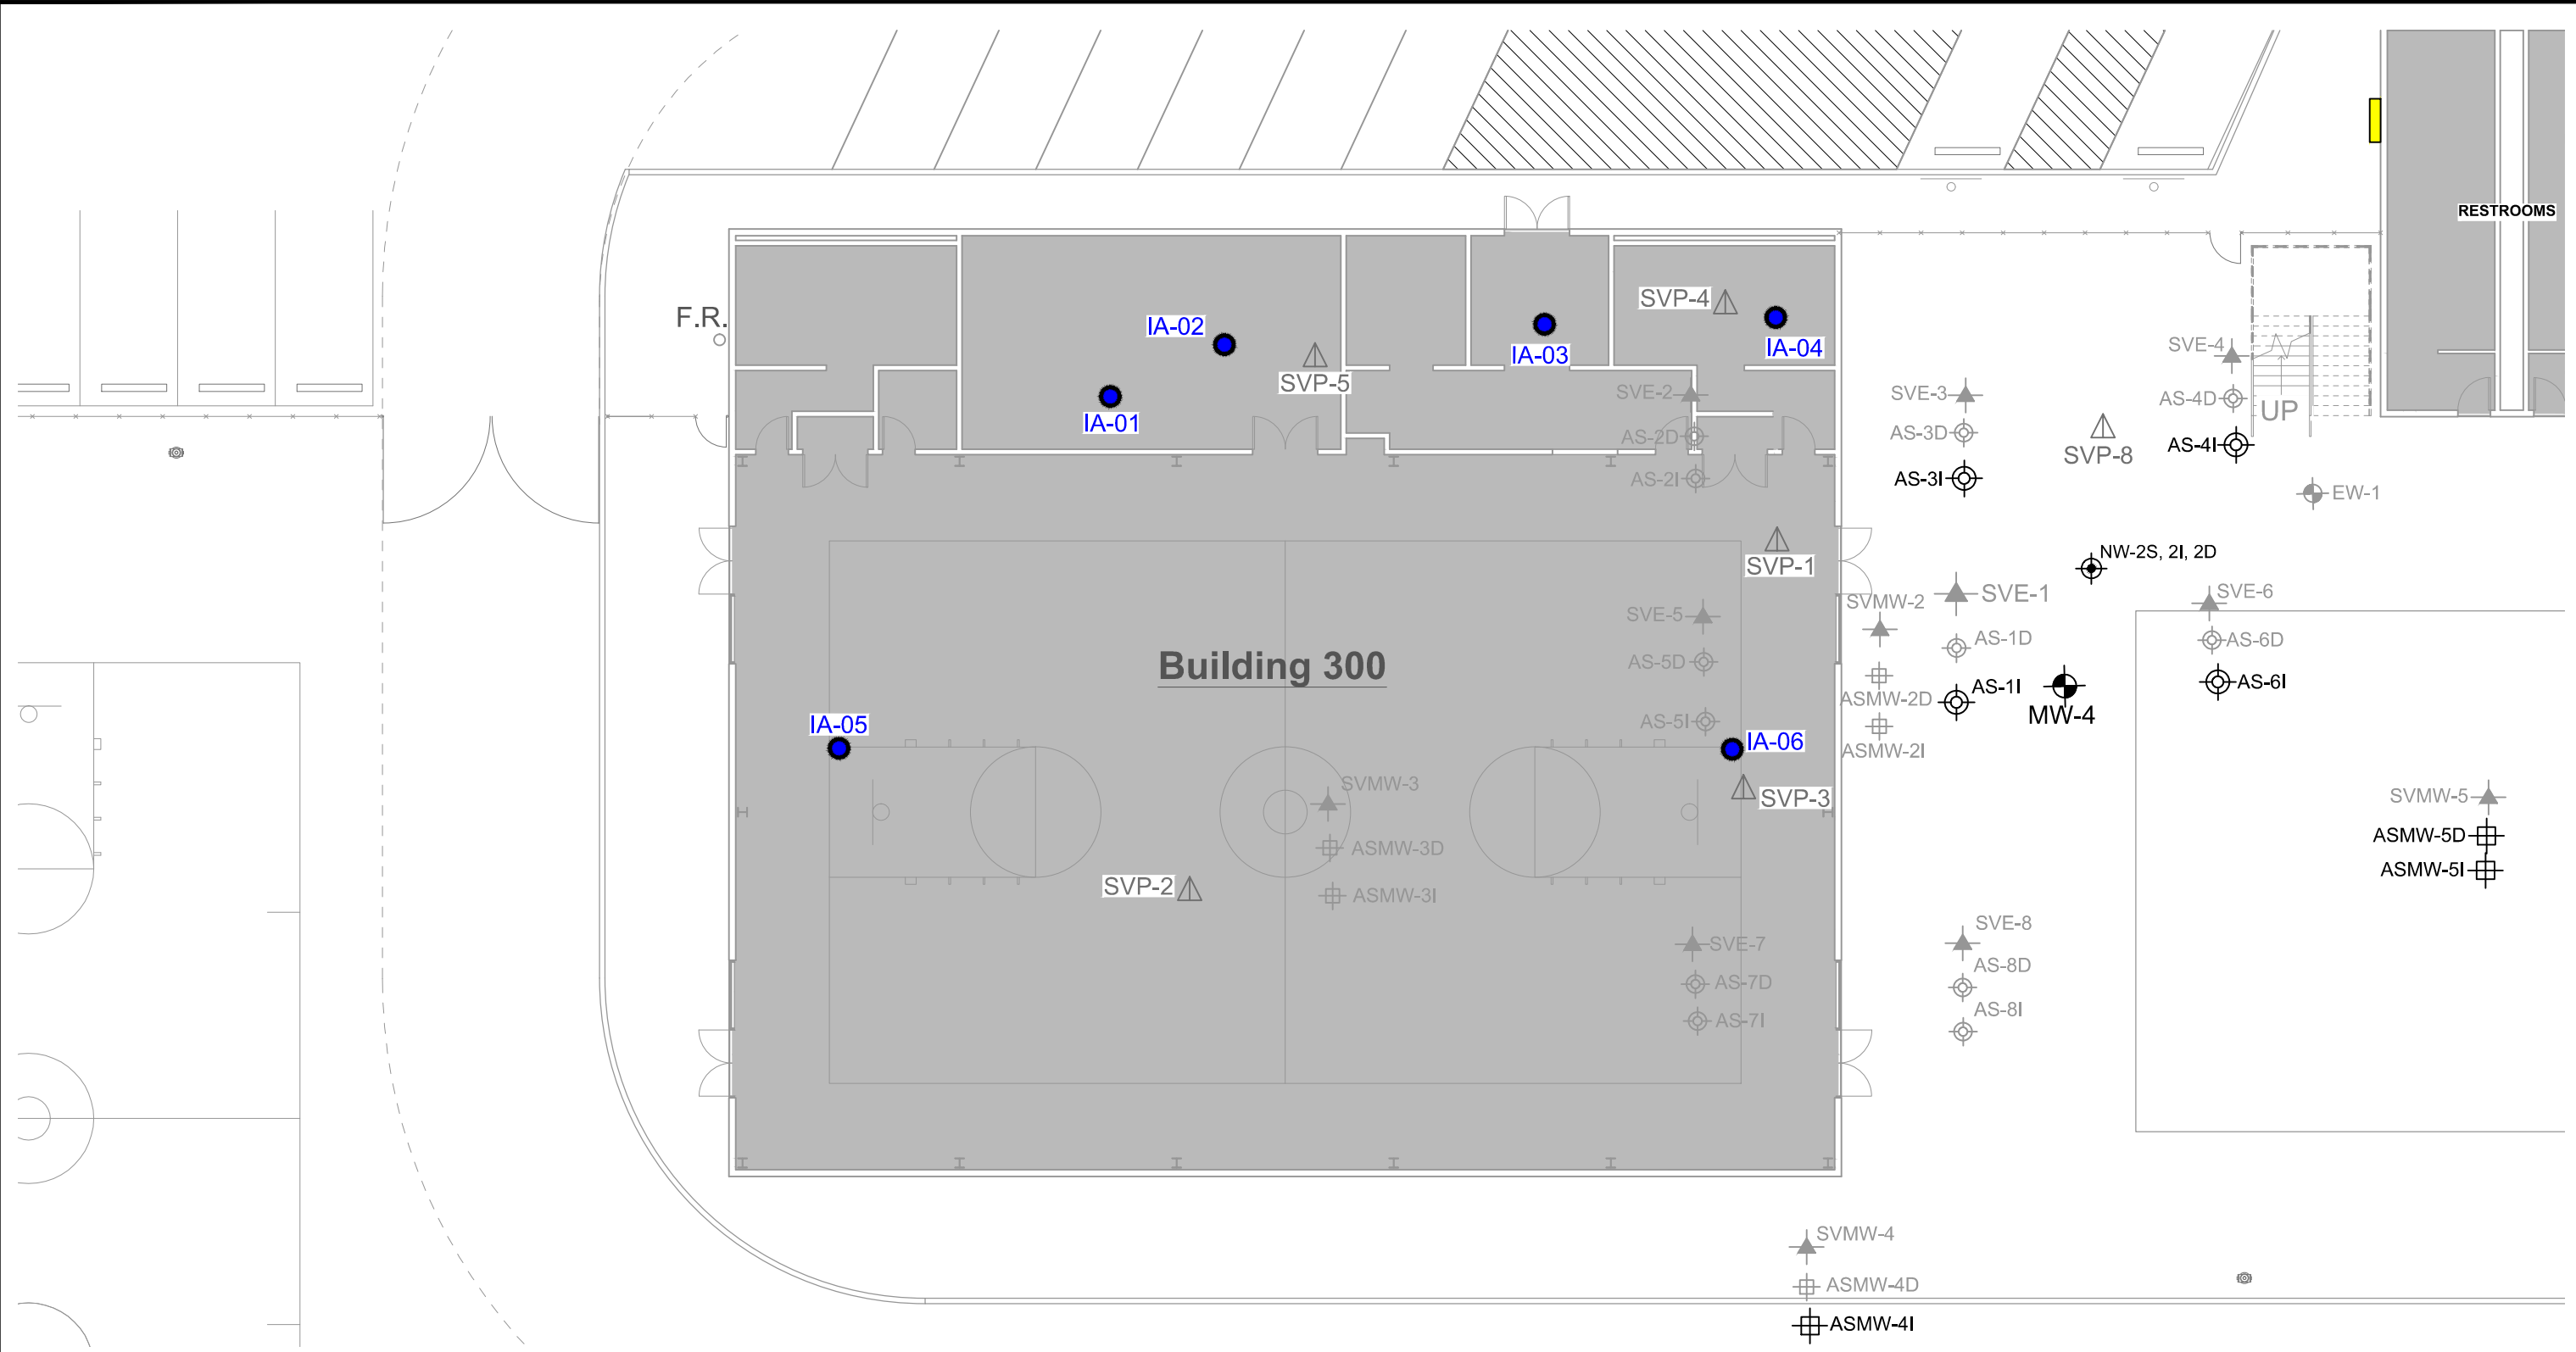 RESTROOMS
F.R.
IA-02
SVP-4
IA-03
IA-04
SVP-5
IA-01
SVE-2
AS-2D
AS-2I
SVE-3
AS-3D
AS-3I
SVE-4
AS-4D
AS-4I
UP
SVP-8
EW-1
SVP-1
NW-2S, 2I, 2D
SVE-1
SVMW-2
SVE-6
SVE-5
AS-1D
AS-6D
Building 300
AS-5D
AS-1I
AS-6I
ASMW-2D
MW-4
IA-05
AS-5I
IA-06
ASMW-2I
SVMW-3
SVP-3
SVMW-5
ASMW-5D
ASMW-3D
ASMW-5I
SVP-2
ASMW-3I
SVE-8
SVE-7
AS-8D
AS-7D
AS-8I
AS-7I
SVMW-4
ASMW-4D
ASMW-4I